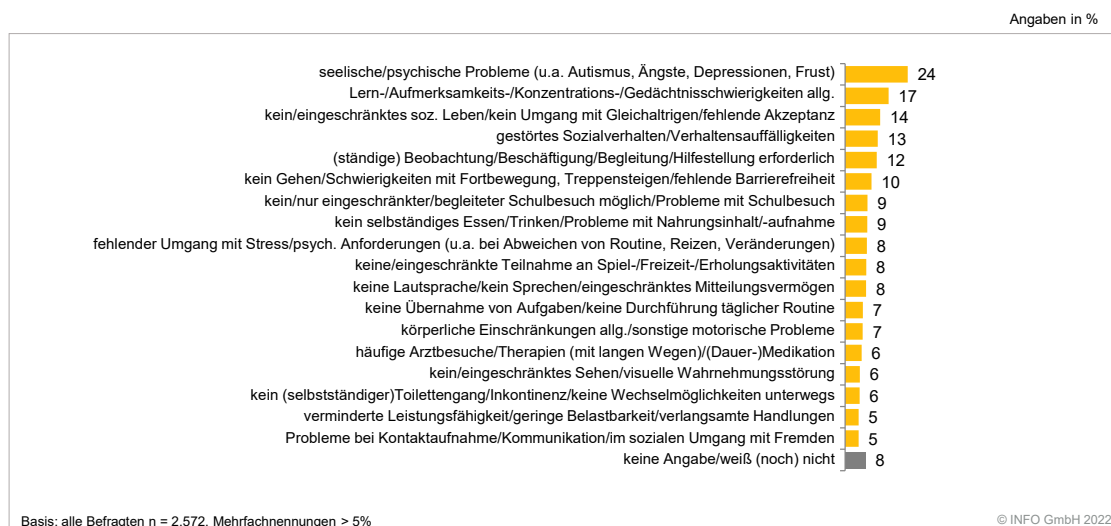 Angaben in %
seelische/psychische Probleme (u.a. Autismus, Ängste, Depressionen, Frust) 24
Lern-/Aufmerksamkeits-/Konzentrations-/Gedächtnisschwierigkeiten allg. 17
kein/eingeschränktes soz. Leben/kein Umgang mit Gleichaltrigen/fehlende Akzeptanz 14
gestörtes Sozialverhalten/Verhaltensauffälligkeiten 13
(ständige) Beobachtung/Beschäftigung/Begleitung/Hilfestellung erforderlich 12
kein Gehen/Schwierigkeiten mit Fortbewegung, Treppensteigen/fehlende Barrierefreiheit 10
kein/nur eingeschränkter/begleiteter Schulbesuch möglich/Probleme mit Schulbesuch 9
kein selbständiges Essen/Trinken/Probleme mit Nahrungsinhalt/-aufnahme 9
fehlender Umgang mit Stress/psych. Anforderungen (u.a. bei Abweichen von Routine, Reizen, Veränderungen) 8
keine/eingeschränkte Teilnahme an Spiel-/Freizeit-/Erholungsaktivitäten 8
keine Lautsprache/kein Sprechen/eingeschränktes Mitteilungsvermögen 8
keine Übernahme von Aufgaben/keine Durchführung täglicher Routine 7
körperliche Einschränkungen allg./sonstige motorische Probleme 7
häufige Arztbesuche/Therapien (mit langen Wegen)/(Dauer-)Medikation 6
kein/eingeschränktes Sehen/visuelle Wahrnehmungsstörung 6
kein (selbstständiger)Toilettengang/Inkontinenz/keine Wechselmöglichkeiten unterwegs 6
verminderte Leistungsfähigkeit/geringe Belastbarkeit/verlangsamte Handlungen 5
Probleme bei Kontaktaufnahme/Kommunikation/im sozialen Umgang mit Fremden 5
keine Angabe/weiß (noch) nicht 8
Basis: alle Befragten n = 2.572, Mehrfachnennungen > 5%
© INFO GmbH 2022